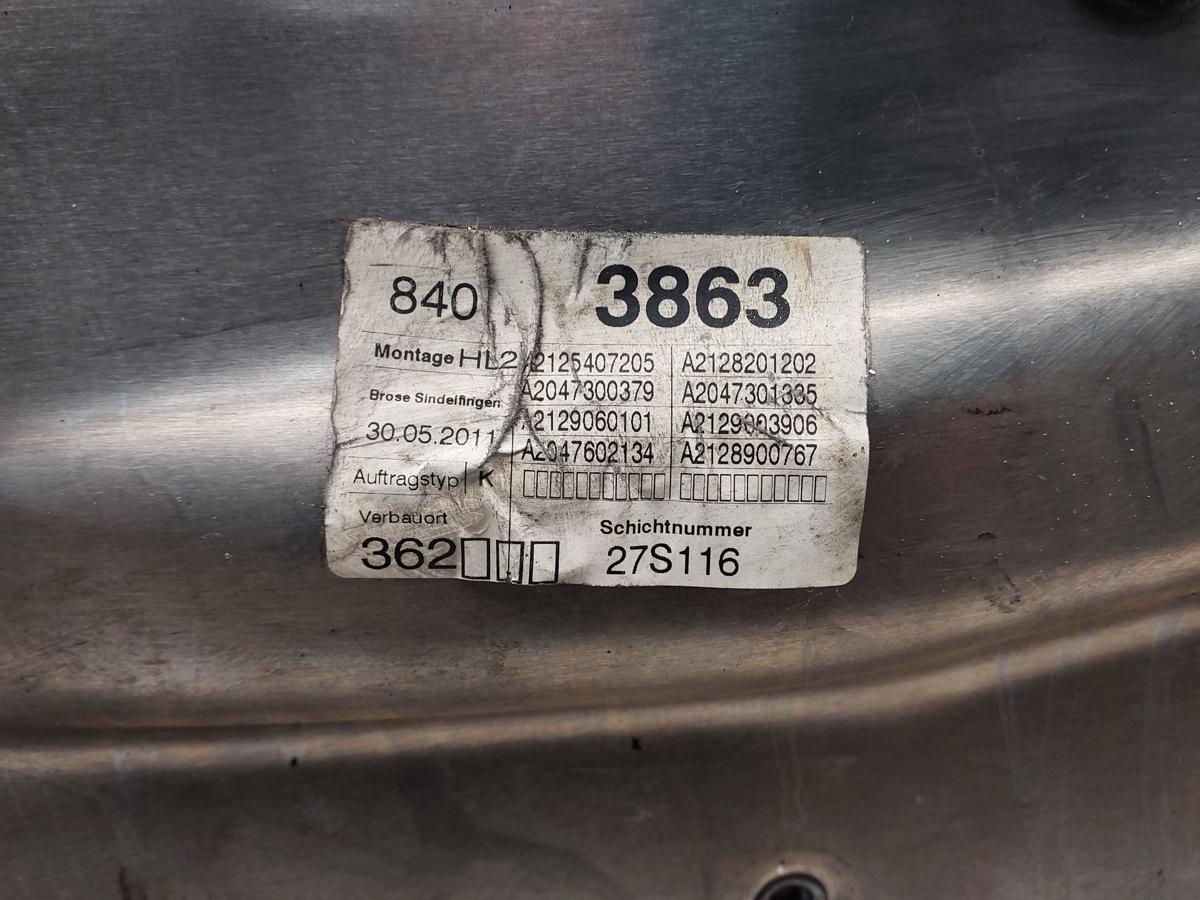 840 3863
Montage HL2 A2125407205 A2128201202
Brose Sindelfingen A2047300379 A2047301335
30.05.2011 A2129060101 A2129003906
A2047602134 A2128900767
Auftragstyp K
Verbauort Schichtnummer
362 27S116